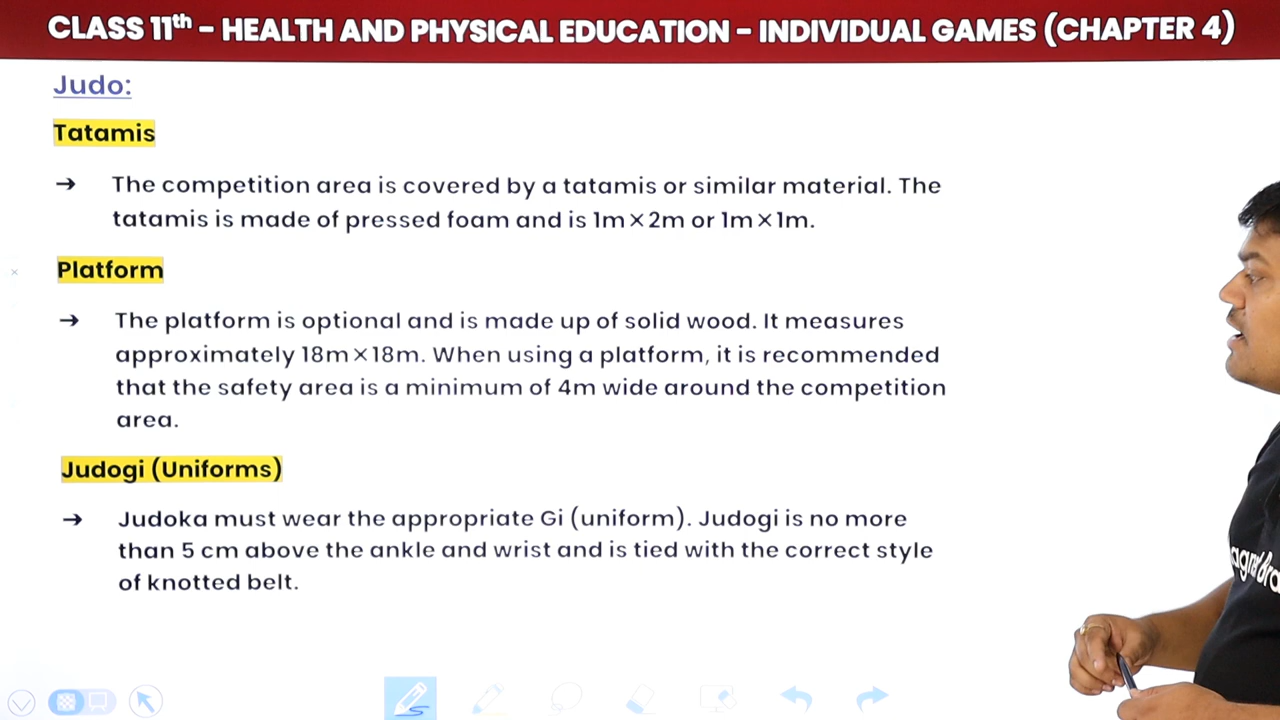 CLASS 11th – HEALTH AND PHYSICAL EDUCATION – INDIVIDUAL GAMES (CHAPTER 4)
Judo:
Tatamis
→ The competition area is covered by a tatamis or similar material. The
tatamis is made of pressed foam and is 1m×2m or 1m×1m.
Platform
→ The platform is optional and is made up of solid wood. It measures
approximately 18m×18m. When using a platform, it is recommended
that the safety area is a minimum of 4m wide around the competition
area.
Judogi (Uniforms)
→ Judoka must wear the appropriate Gi (uniform). Judogi is no more
than 5 cm above the ankle and wrist and is tied with the correct style
of knotted belt.